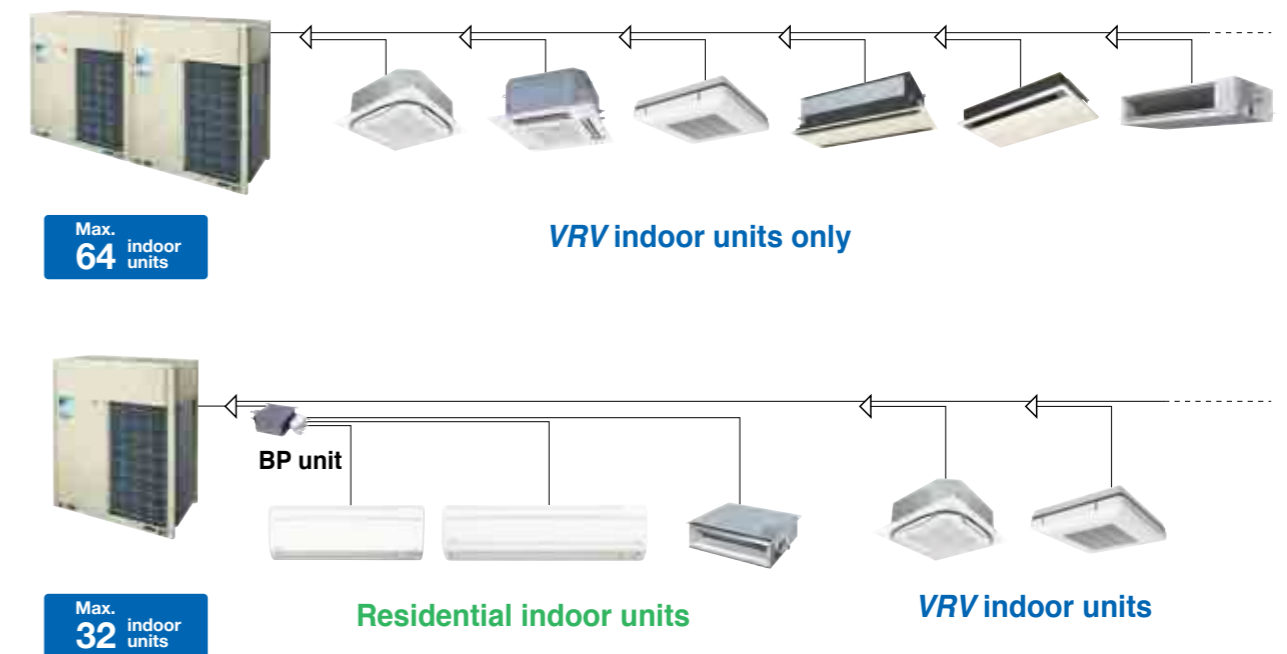 Max.
64 indoor
units
VRV indoor units only
BP unit
Max.
32 indoor
units
Residential indoor units
VRV indoor units